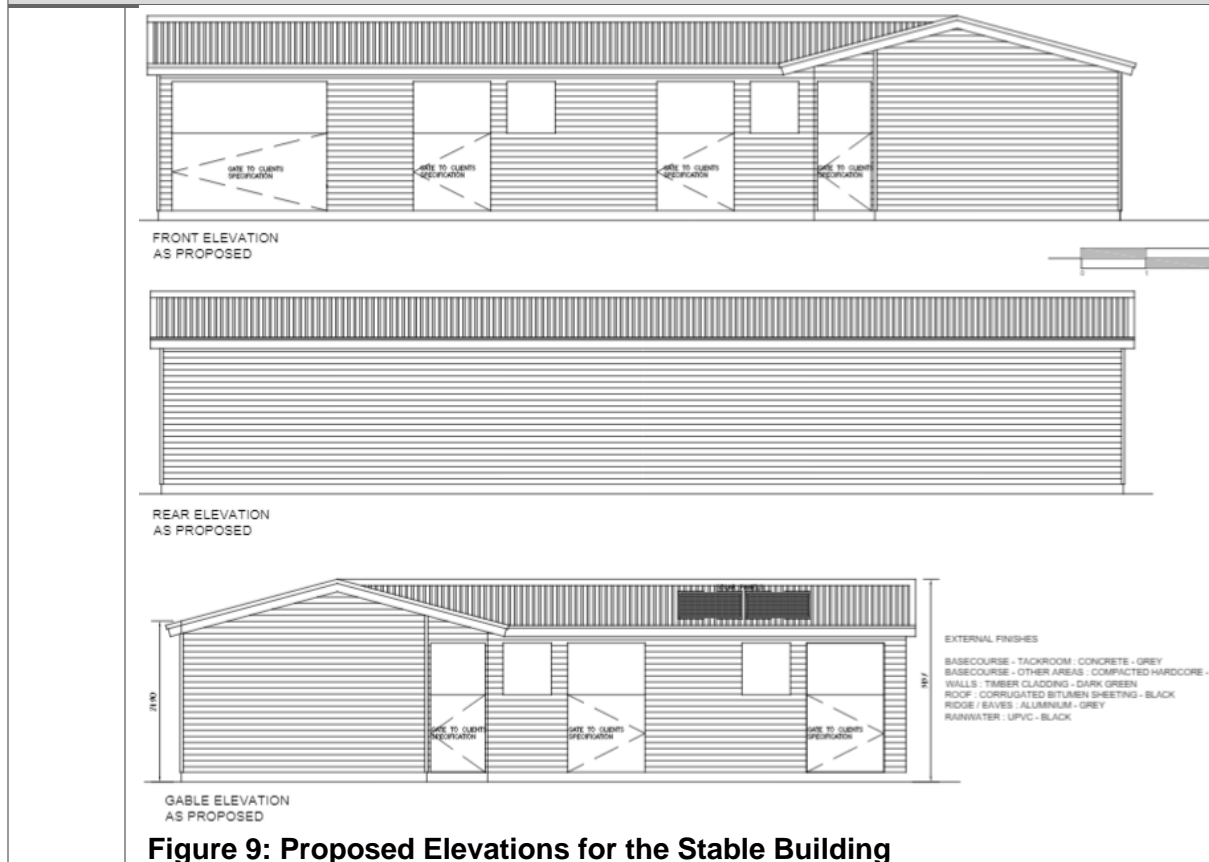 GATE TO CLIENTS
SPECIFICATION
GATE TO CLIENTS
SPECIFICATION
GATE TO CLIENTS
SPECIFICATION
GATE TO CLIENTS
SPECIFICATION
FRONT ELEVATION
AS PROPOSED
0 1
REAR ELEVATION
AS PROPOSED
GATE TO CLIENTS
SPECIFICATION
GATE TO CLIENTS
SPECIFICATION
GATE TO CLIENTS
SPECIFICATION
EXTERNAL FINISHES
BASECOURSE - TACKROOM : CONCRETE - GREY
BASECOURSE - OTHER AREAS : COMPACTED HARDCORE -
WALLS : TIMBER CLADDING - DARK GREEN
ROOF : CORRUGATED BITUMEN SHEETING - BLACK
RIDGE / EAVES : ALUMINIUM - GREY
RAINWATER : UPVC - BLACK
GABLE ELEVATION
AS PROPOSED
Figure 9: Proposed Elevations for the Stable Building